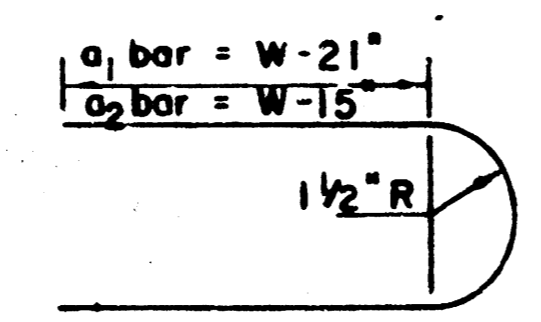 a₁ bar = W-21"
a₂ bar = W-15"
1 1/2" R